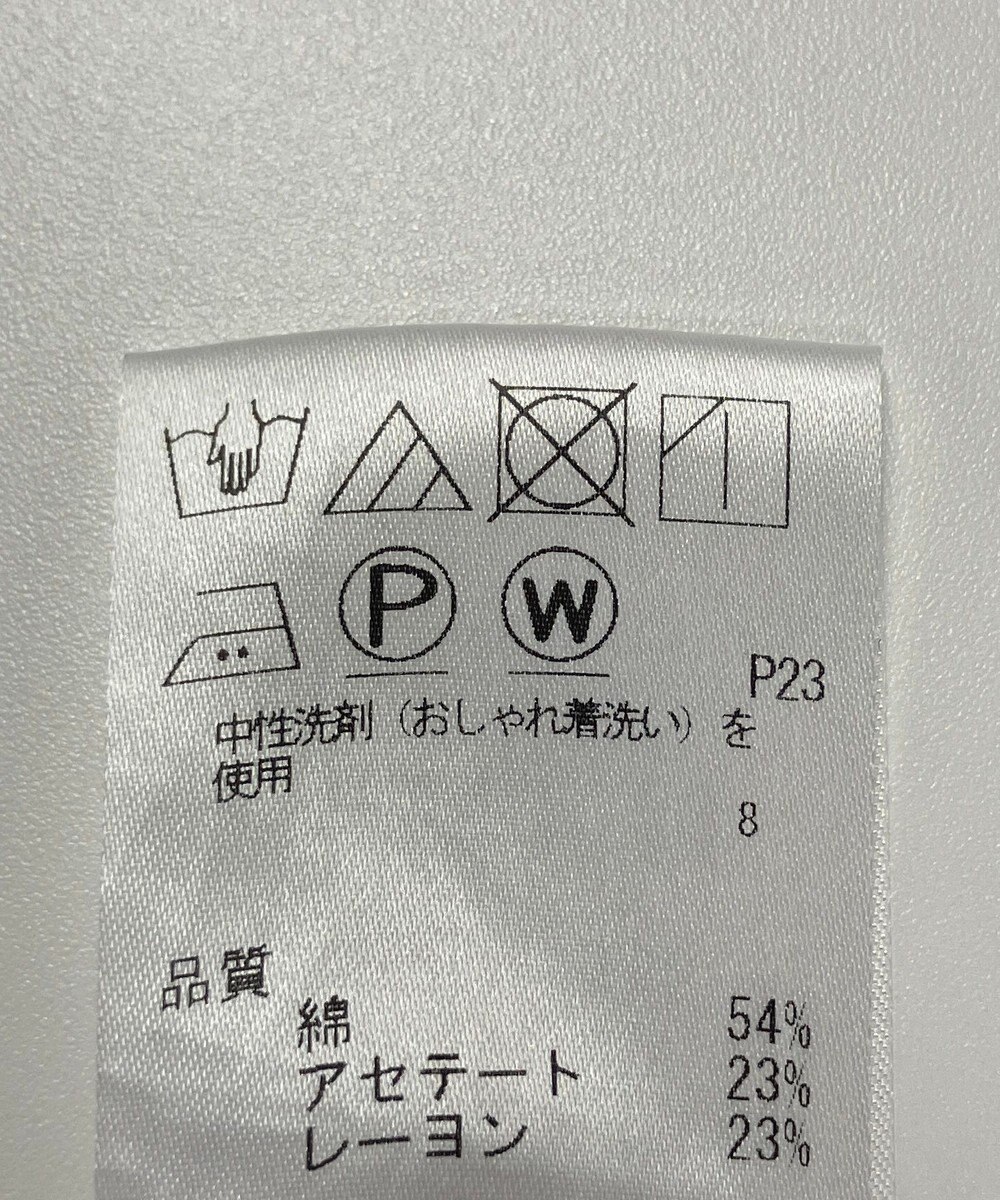 P W
P23
中性洗剤（おしゃれ着洗い）を
使用
8
品質
綿 54%
アセテート 23%
レーヨン 23%